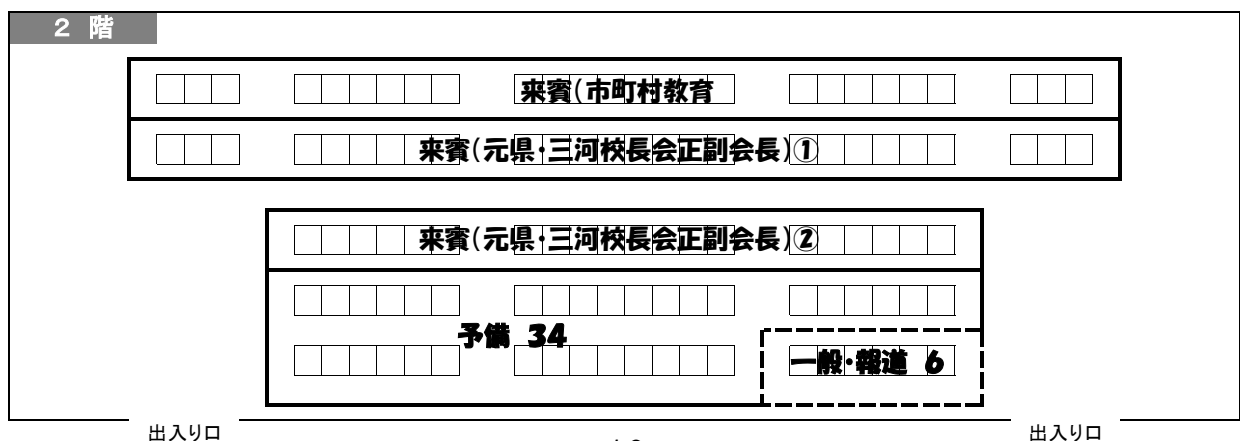 ２ 階
来賓（市町村教育
来賓（元県・三河校長会正副会長）①
来賓（元県・三河校長会正副会長）②
予備 34
一般・報道 6
出入り口
出入り口